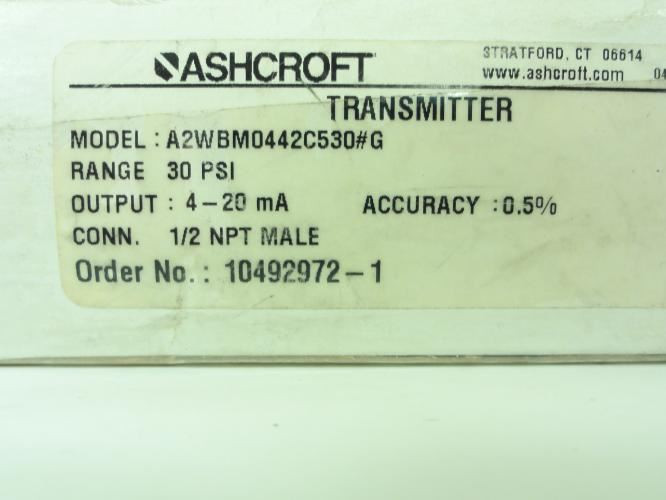 ASHCROFT
STRATFORD, CT 06614
www.ashcroft.com 04
TRANSMITTER
MODEL : A2WBM0442C530#G
RANGE 30 PSI
OUTPUT : 4-20 mA ACCURACY : 0.5%
CONN. 1/2 NPT MALE
Order No.: 10492972-1